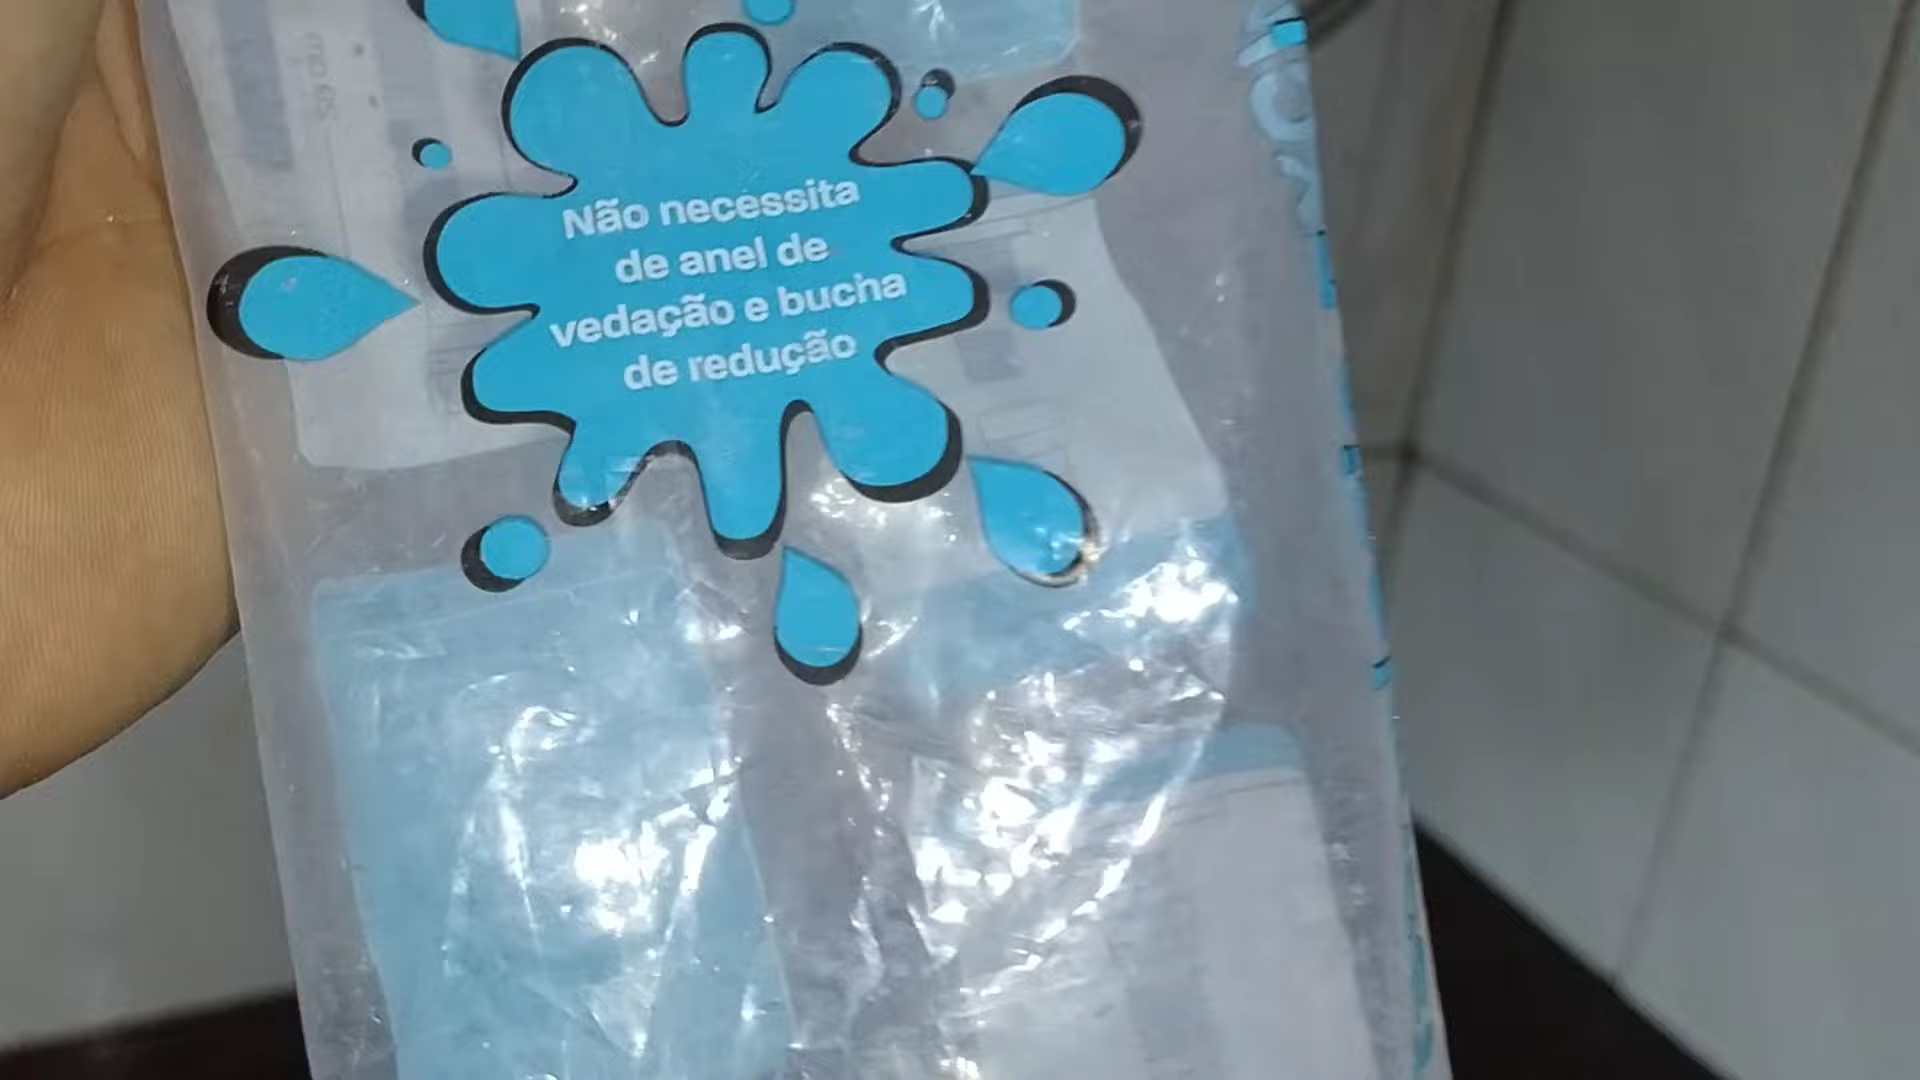 Não necessita
de anel de
vedação e bucha
de redução